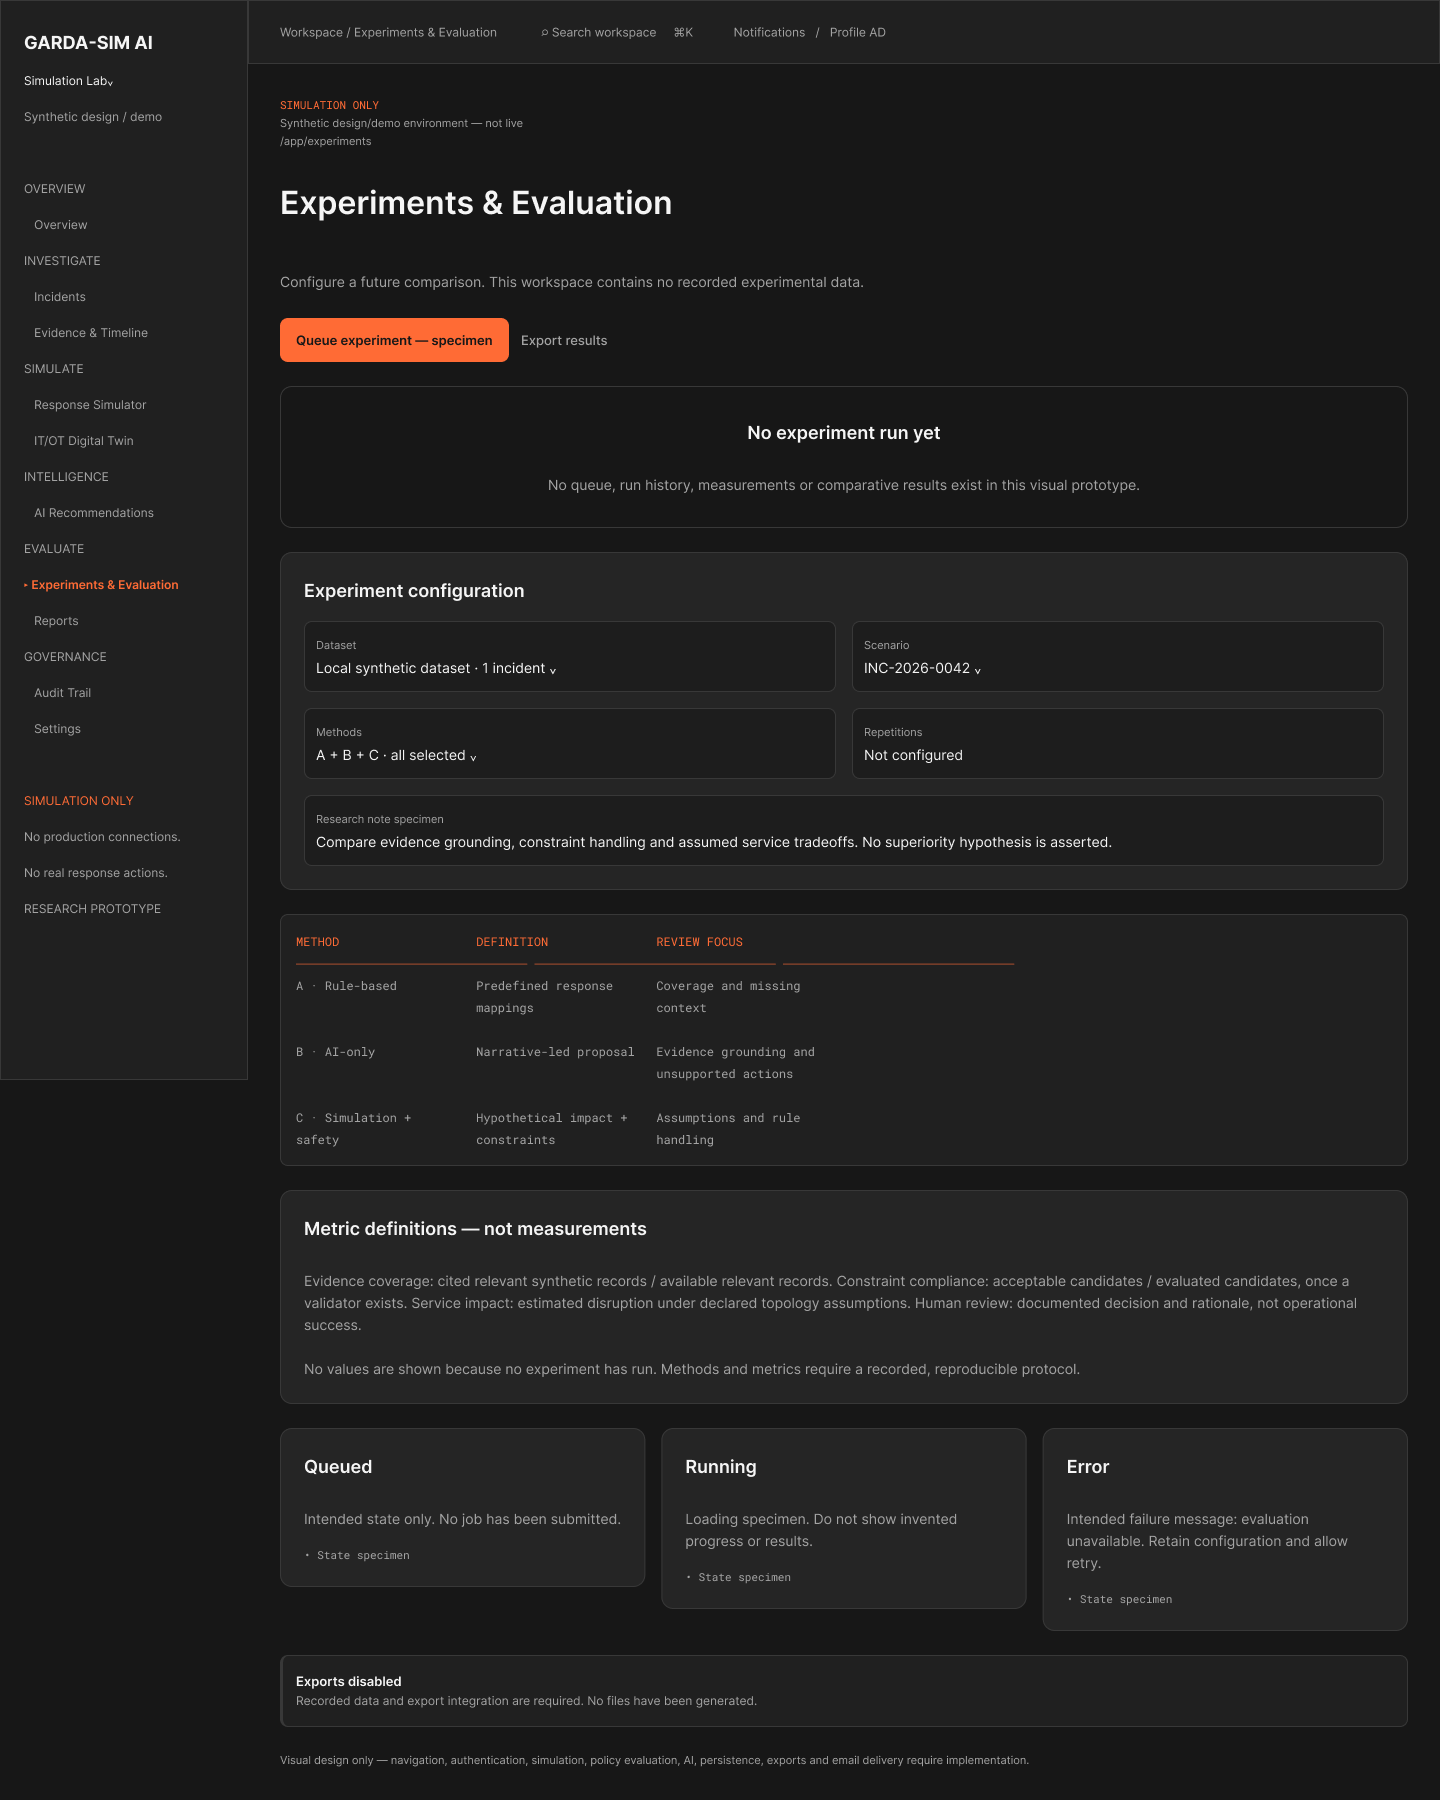 GARDA-SIM AI
Simulation Lab⌄
Synthetic design / demo
OVERVIEW
Overview
INVESTIGATE
Incidents
Evidence & Timeline
SIMULATE
Response Simulator
IT/OT Digital Twin
INTELLIGENCE
AI Recommendations
EVALUATE
‣ Experiments & Evaluation
Reports
GOVERNANCE
Audit Trail
Settings
SIMULATION ONLY
No production connections.
No real response actions.
RESEARCH PROTOTYPE
Workspace / Experiments & Evaluation ⌕ Search workspace ⌘K Notifications / Profile AD
SIMULATION ONLY
Synthetic design/demo environment — not live
/app/experiments
Experiments & Evaluation
Configure a future comparison. This workspace contains no recorded experimental data.
Queue experiment — specimen Export results
No experiment run yet
No queue, run history, measurements or comparative results exist in this visual prototype.
Experiment configuration
Dataset
Local synthetic dataset · 1 incident ⌄
Scenario
INC-2026-0042 ⌄
Methods
A + B + C · all selected ⌄
Repetitions
Not configured
Research note specimen
Compare evidence grounding, constraint handling and assumed service tradeoffs. No superiority hypothesis is asserted.
METHOD DEFINITION REVIEW FOCUS
A · Rule-based Predefined response Coverage and missing
mappings context
B · AI-only Narrative-led proposal Evidence grounding and
unsupported actions
C · Simulation + Hypothetical impact + Assumptions and rule
safety constraints handling
Metric definitions — not measurements
Evidence coverage: cited relevant synthetic records / available relevant records. Constraint compliance: acceptable candidates / evaluated candidates, once a
validator exists. Service impact: estimated disruption under declared topology assumptions. Human review: documented decision and rationale, not operational
success.
No values are shown because no experiment has run. Methods and metrics require a recorded, reproducible protocol.
Queued
Intended state only. No job has been submitted.
• State specimen
Running
Loading specimen. Do not show invented
progress or results.
• State specimen
Error
Intended failure message: evaluation
unavailable. Retain configuration and allow
retry.
• State specimen
Exports disabled
Recorded data and export integration are required. No files have been generated.
Visual design only — navigation, authentication, simulation, policy evaluation, AI, persistence, exports and email delivery require implementation.